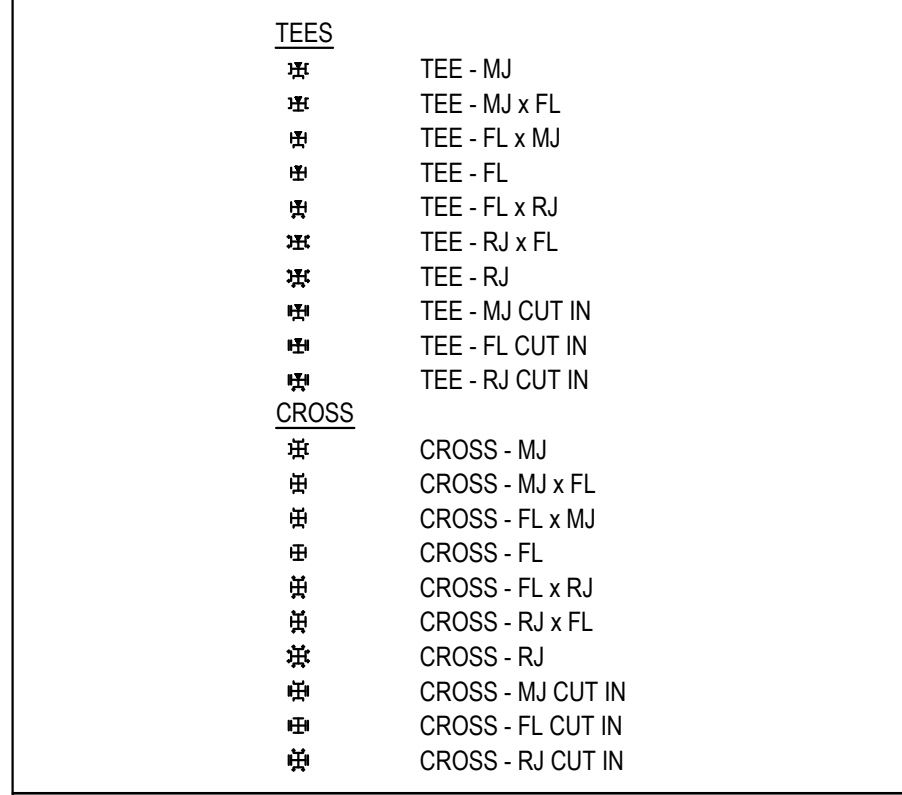 TEES
TEE - MJ
TEE - MJ x FL
TEE - FL x MJ
TEE - FL
TEE - FL x RJ
TEE - RJ x FL
TEE - RJ
TEE - MJ CUT IN
TEE - FL CUT IN
TEE - RJ CUT IN
CROSS
CROSS - MJ
CROSS - MJ x FL
CROSS - FL x MJ
CROSS - FL
CROSS - FL x RJ
CROSS - RJ x FL
CROSS - RJ
CROSS - MJ CUT IN
CROSS - FL CUT IN
CROSS - RJ CUT IN